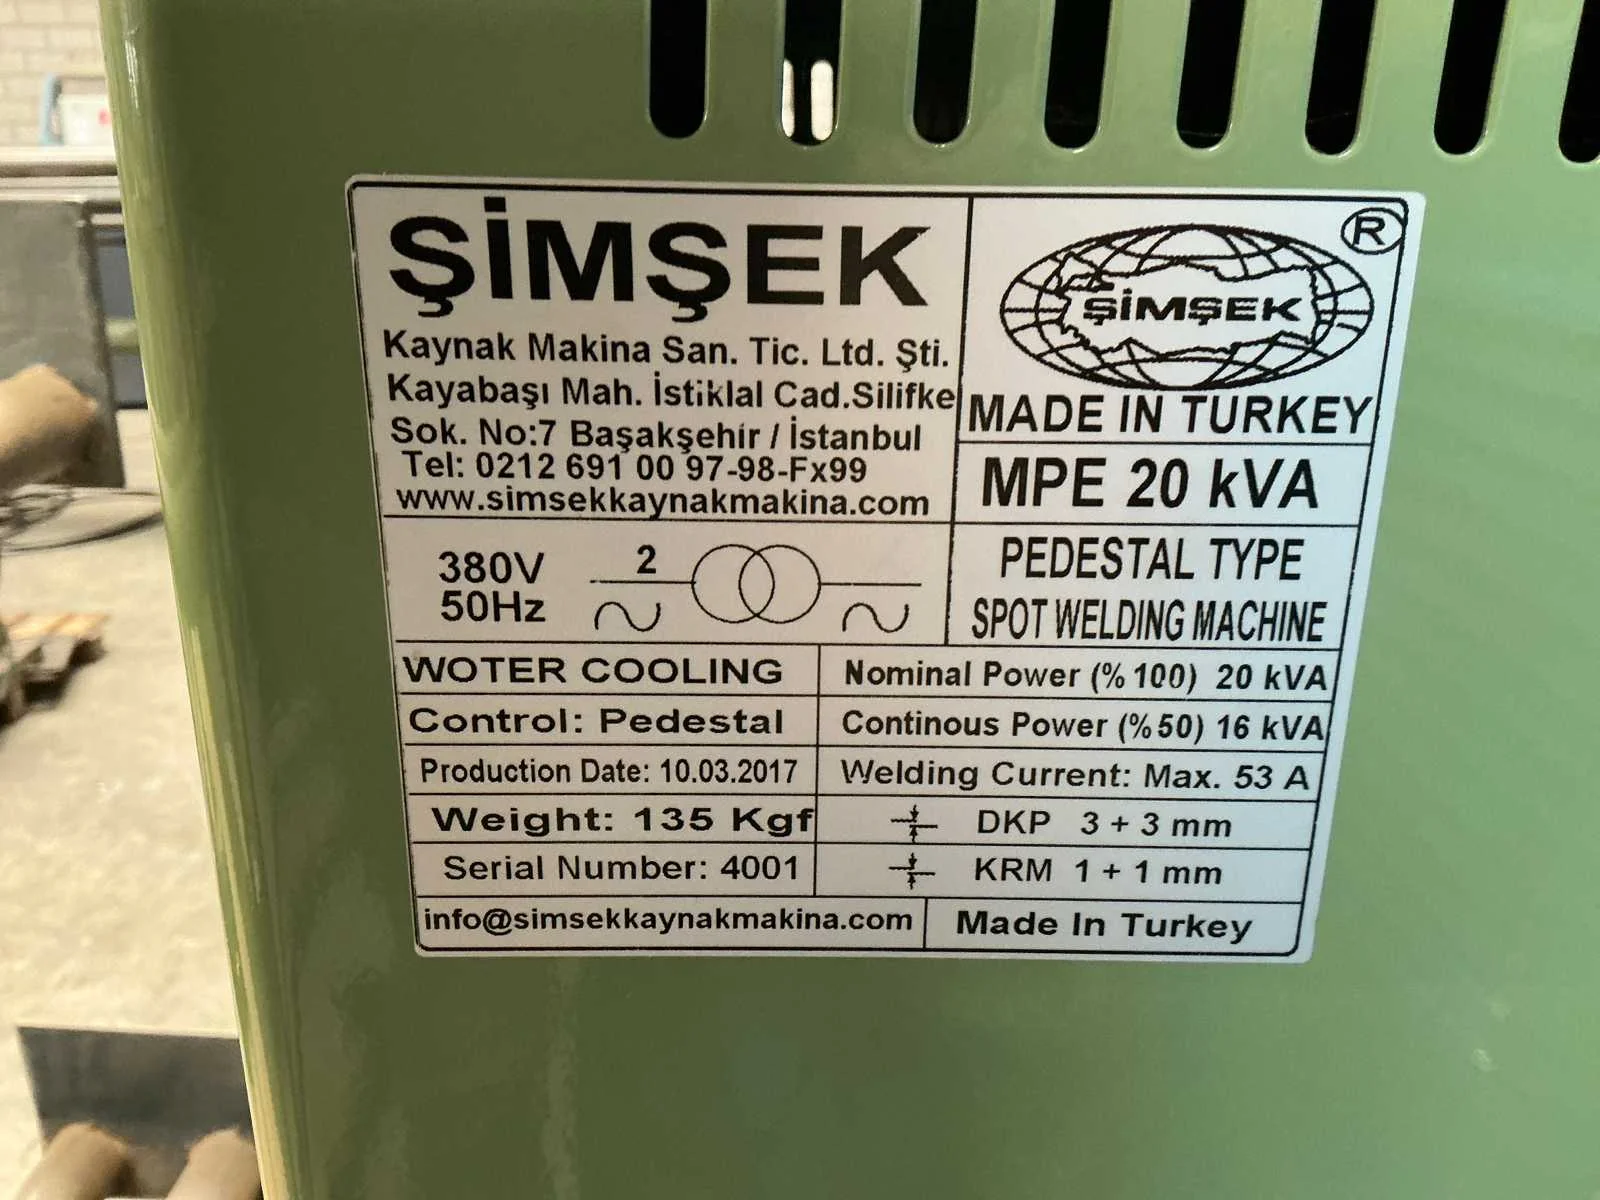 ŞİMŞEK
Kaynak Makina San. Tic. Ltd. Şti.
Kayabaşı Mah. İstiklal Cad.Silifke
Sok. No:7 Başakşehir / İstanbul
Tel: 0212 691 00 97-98-Fx99
www.simsekkaynakmakina.com
®
ŞİMŞEK
MADE IN TURKEY
MPE 20 kVA
PEDESTAL TYPE
SPOT WELDING MACHINE
380V
50Hz
2
WOTER COOLING
Nominal Power (% 100) 20 kVA
Control: Pedestal
Continous Power (%50) 16 kVA
Production Date: 10.03.2017
Welding Current: Max. 53 A
Weight: 135 Kgf
DKP 3 + 3 mm
Serial Number: 4001
KRM 1 + 1 mm
info@simsekkaynakmakina.com
Made In Turkey